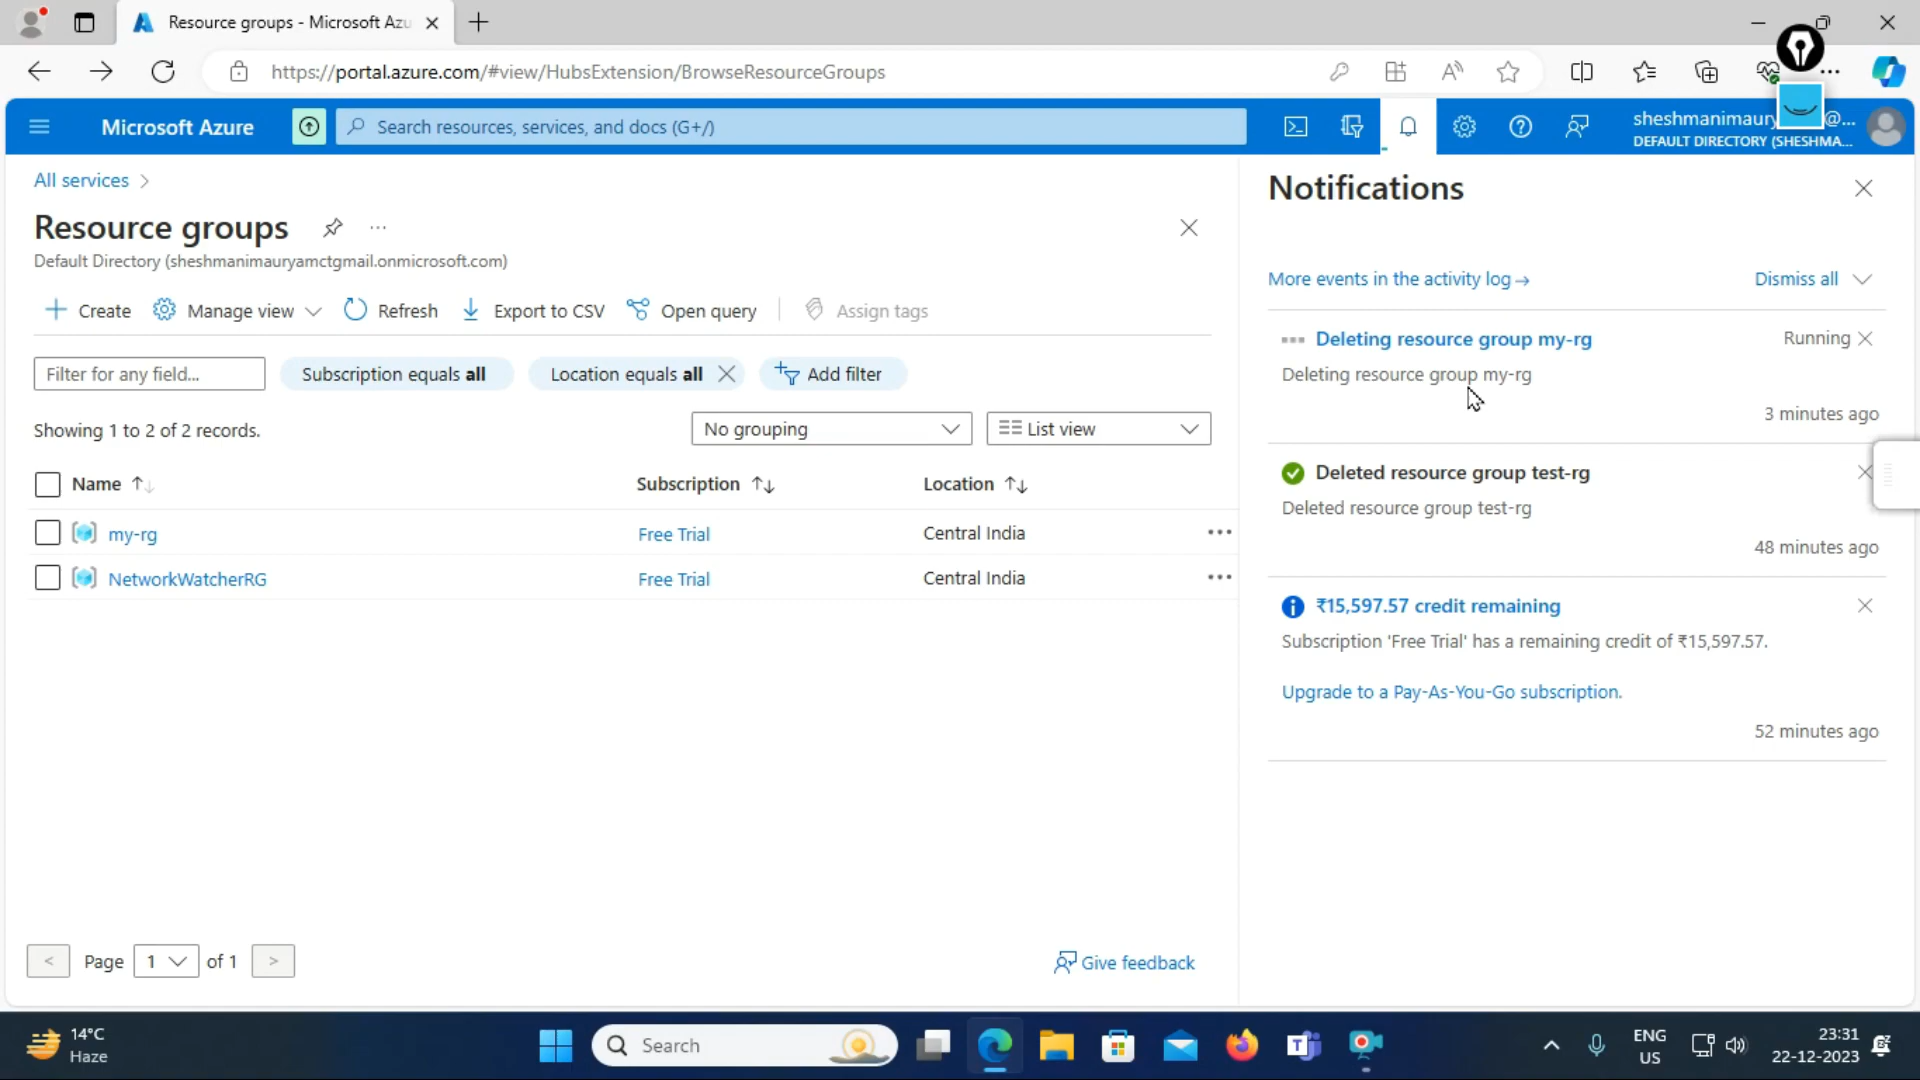 Resource groups - Microsoft Azu
https://portal.azure.com/#view/HubsExtension/BrowseResourceGroups
Microsoft Azure
Search resources, services, and docs (G+/)
sheshmanimaury
@...
DEFAULT DIRECTORY (SHESHMA...
All services
Resource groups
Default Directory (sheshmanimauryamctgmail.onmicrosoft.com)
Create
Manage view
Refresh
Export to CSV
Open query
Assign tags
Filter for any field...
Subscription equals all
Location equals all
Add filter
Showing 1 to 2 of 2 records.
No grouping
List view
Name
Subscription
Location
my-rg
Free Trial
Central India
NetworkWatcherRG
Free Trial
Central India
< Page 1 of 1 >
Give feedback
Notifications
More events in the activity log →
Dismiss all
Deleting resource group my-rg
Running
Deleting resource group my-rg
3 minutes ago
Deleted resource group test-rg
Deleted resource group test-rg
48 minutes ago
₹15,597.57 credit remaining
Subscription 'Free Trial' has a remaining credit of ₹15,597.57.
Upgrade to a Pay-As-You-Go subscription.
52 minutes ago
14°C
Haze
Search
ENG
US
23:31
22-12-2023